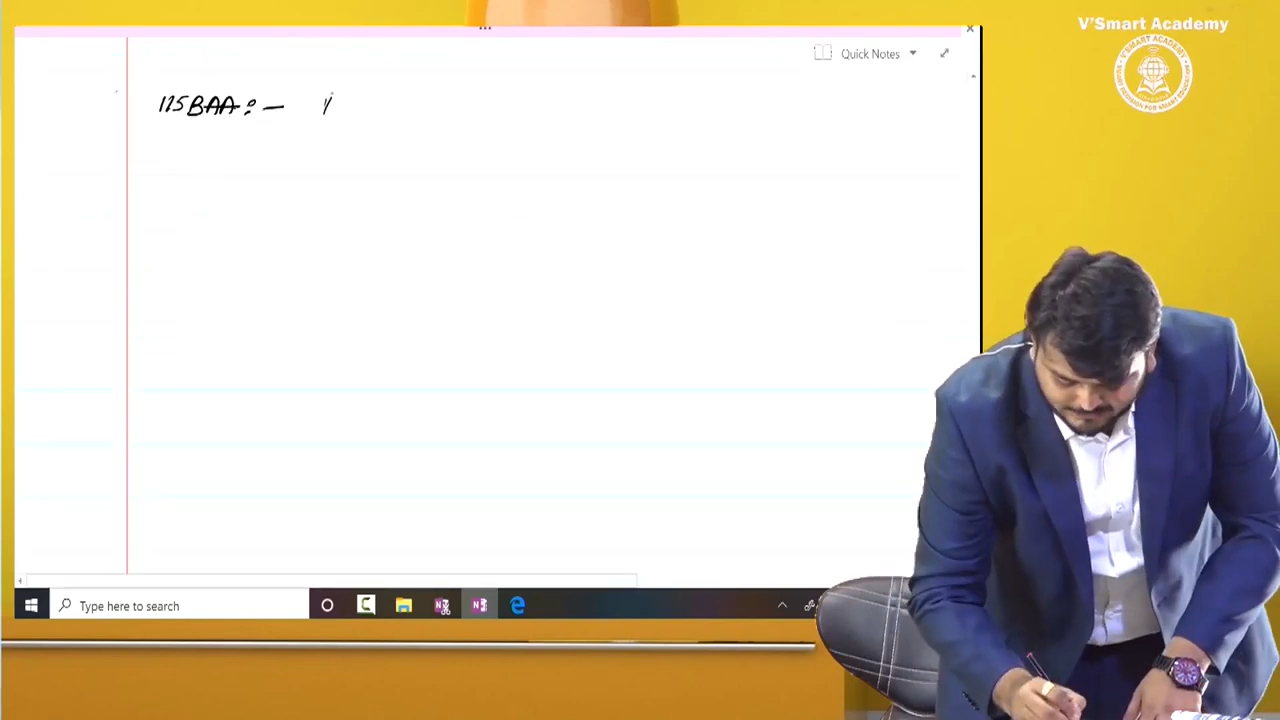 V'Smart Academy
Quick Notes
115BAA :-
Type here to search